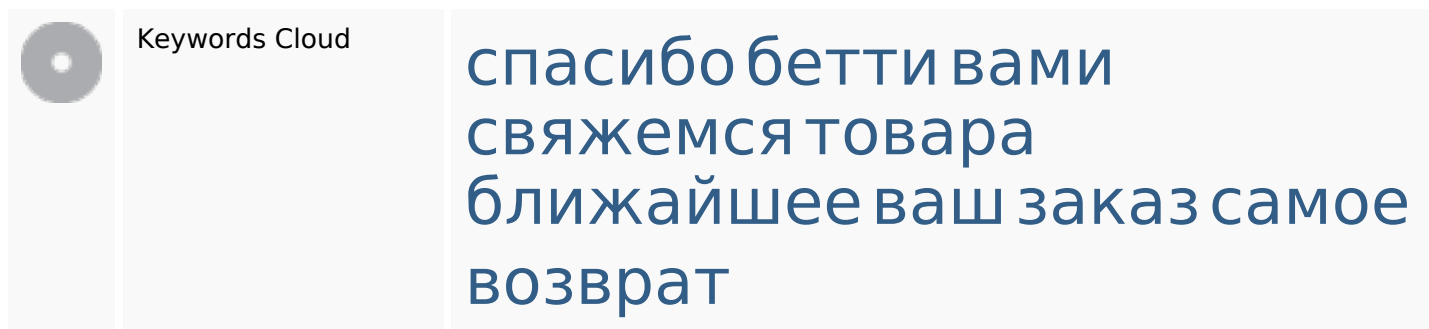 Keywords Cloud
спасибо бетти вами
свяжемся товара
ближайшее ваш заказ самое
возврат